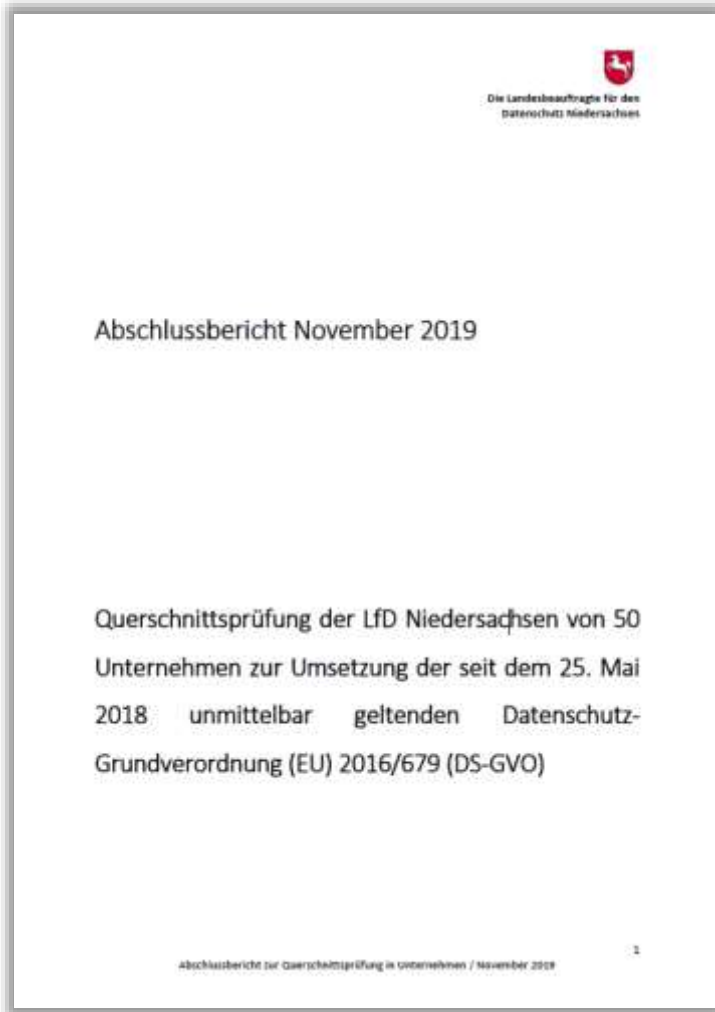 Die Landesbeauftragte für den
Datenschutz Niedersachsen
Abschlussbericht November 2019
Querschnittsprüfung der LfD Niedersachsen von 50
Unternehmen zur Umsetzung der seit dem 25. Mai
2018 unmittelbar geltenden Datenschutz-
Grundverordnung (EU) 2016/679 (DS-GVO)
1
Abschlussbericht zur Querschnittsprüfung in Unternehmen / November 2019